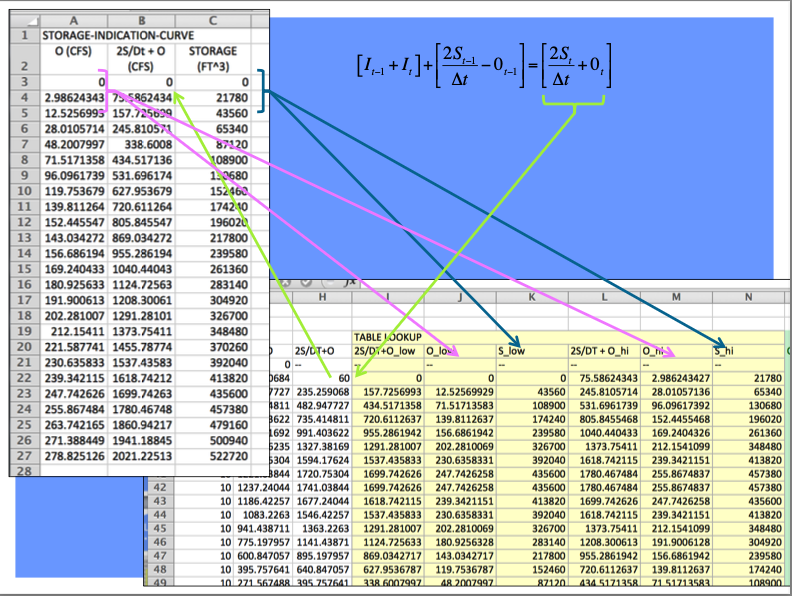 A B C
1 STORAGE-INDICATION-CURVE
O (CFS) 2S/Dt + O STORAGE
2 (CFS) (FT^3)
3 0 0 0
4 2.98624343 75.5862434 21780
5 12.5256993 157.725699 43560
6 28.0105714 245.810571 65340
7 48.2007997 338.6008 87120
8 71.5171358 434.517136 108900
9 96.0961739 531.696174 130680
10 119.753679 627.953679 152460
11 139.811264 720.611264 174240
12 152.445547 805.845547 196020
13 143.034272 869.034272 217800
14 156.686194 955.286194 239580
15 169.240433 1040.44043 261360
16 180.925633 1124.72563 283140
17 191.900613 1208.30061 304920
18 202.281007 1291.28101 326700
19 212.15411 1373.75411 348480
20 221.587741 1455.78774 370260
21 230.635833 1537.43583 392040
22 239.342115 1618.74212 413820
23 247.742626 1699.74263 435600
24 255.867484 1780.46748 457380
25 263.742165 1860.94217 479160
26 271.388449 1941.18845 500940
27 278.825126 2021.22513 522720
28
[I_{t-1} + I_t] + [2S_{t-1}/Δt − 0_{t-1}] = [2S_t/Δt + 0_t]
fx
H I J K L M N
TABLE LOOKUP
2S/DT+O 2S/DT+O_low O_low S_low 2S/DT + O_hi O_hi S_hi
0 -- -- -- -- -- -- --
0684 60 0 0 0 75.58624343 2.986243427 21780
7727 235.259068 157.7256993 12.52569929 43560 245.8105714 28.01057136 65340
4811 482.947727 434.5171358 71.51713583 108900 531.6961739 96.09617392 130680
3622 735.414811 720.6112637 139.8112637 174240 805.8455468 152.4455468 196020
1692 991.403622 955.2861942 156.6861942 239580 1040.440433 169.2404326 261360
6235 1327.38169 1291.281007 202.2810069 326700 1373.75411 212.1541099 348480
5304 1594.17624 1537.435833 230.6358331 392040 1618.742115 239.3421151 413820
3844 1720.75304 1699.742626 247.7426258 435600 1780.467484 255.8674837 457380
42 10 1237.24044 1741.03844 1699.742626 247.7426258 435600 1780.467484 255.8674837 457380
43 10 1186.42257 1677.24044 1618.742115 239.3421151 413820 1699.742626 247.7426258 435600
44 10 1083.2263 1546.42257 1537.435833 230.6358331 392040 1618.742115 239.3421151 413820
45 10 941.438711 1363.2263 1291.281007 202.2810069 326700 1373.75411 212.1541099 348480
46 10 775.197957 1141.43871 1124.725633 180.9256328 283140 1208.300613 191.9006128 304920
47 10 600.847057 895.197957 869.0342717 143.0342717 217800 955.2861942 156.6861942 239580
48 10 395.757641 640.847057 627.9536787 119.7536787 152460 720.6112637 139.8112637 174240
49 10 271.567488 395.757641 338.6007997 48.2007997 87120 434.5171358 71.51713583 108900